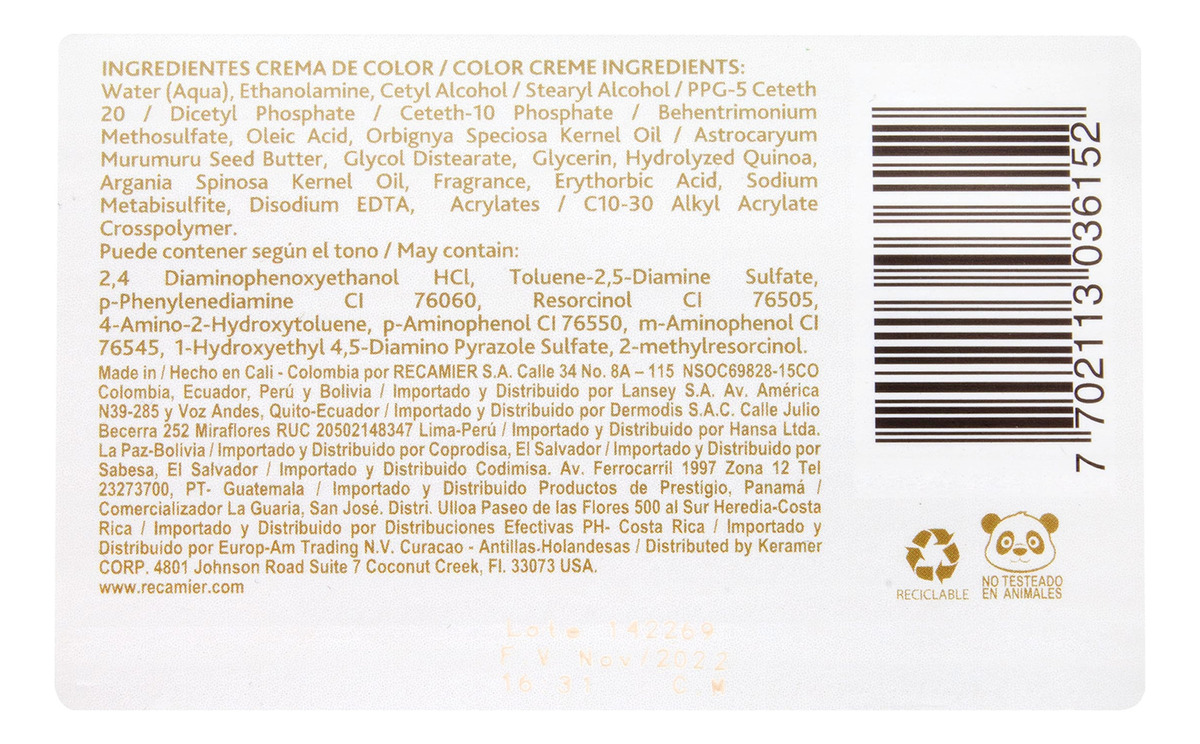 INGREDIENTES CREMA DE COLOR / COLOR CREME INGREDIENTS:
Water (Aqua), Ethanolamine, Cetyl Alcohol / Stearyl Alcohol / PPG-5 Ceteth
20 / Dicetyl Phosphate / Ceteth-10 Phosphate / Behentrimonium
Methosulfate, Oleic Acid, Orbignya Speciosa Kernel Oil / Astrocaryum
Murumuru Seed Butter, Glycol Distearate, Glycerin, Hydrolyzed Quinoa,
Argania Spinosa Kernel Oil, Fragrance, Erythorbic Acid, Sodium
Metabisulfite, Disodium EDTA, Acrylates / C10-30 Alkyl Acrylate
Crosspolymer.
Puede contener según el tono / May contain:
2,4 Diaminophenoxyethanol HCl, Toluene-2,5-Diamine Sulfate,
p-Phenylenediamine CI 76060, Resorcinol CI 76505,
4-Amino-2-Hydroxytoluene, p-Aminophenol CI 76550, m-Aminophenol CI
76545, 1-Hydroxyethyl 4,5-Diamino Pyrazole Sulfate, 2-methylresorcinol.
Made in / Hecho en Cali - Colombia por RECAMIER S.A. Calle 34 No. 8A – 115 NSOC69828-15CO
Colombia, Ecuador, Perú y Bolivia / Importado y Distribuido por Lansey S.A. Av. América
N39-285 y Voz Andes, Quito-Ecuador / Importado y Distribuido por Dermodis S.A.C. Calle Julio
Becerra 252 Miraflores RUC 20502148347 Lima-Perú / Importado y Distribuido por Hansa Ltda.
La Paz-Bolivia / Importado y Distribuido por Coprodisa, El Salvador / Importado y Distribuido por
Sabesa, El Salvador / Importado y Distribuido Codimisa. Av. Ferrocarril 1997 Zona 12 Tel
23273700, PT- Guatemala / Importado y Distribuido Productos de Prestigio, Panamá /
Comercializador La Guaria, San José. Distri. Ulloa Paseo de las Flores 500 al Sur Heredia-Costa
Rica / Importado y Distribuido por Distribuciones Efectivas PH- Costa Rica / Importado y
Distribuido por Europ-Am Trading N.V. Curacao - Antillas-Holandesas / Distributed by Keramer
CORP. 4801 Johnson Road Suite 7 Coconut Creek, Fl. 33073 USA.
www.recamier.com
7 702113 036152
RECICLABLE
NO TESTEADO
EN ANIMALES
Lote 142269
F V Nov/2022
16 31 C M